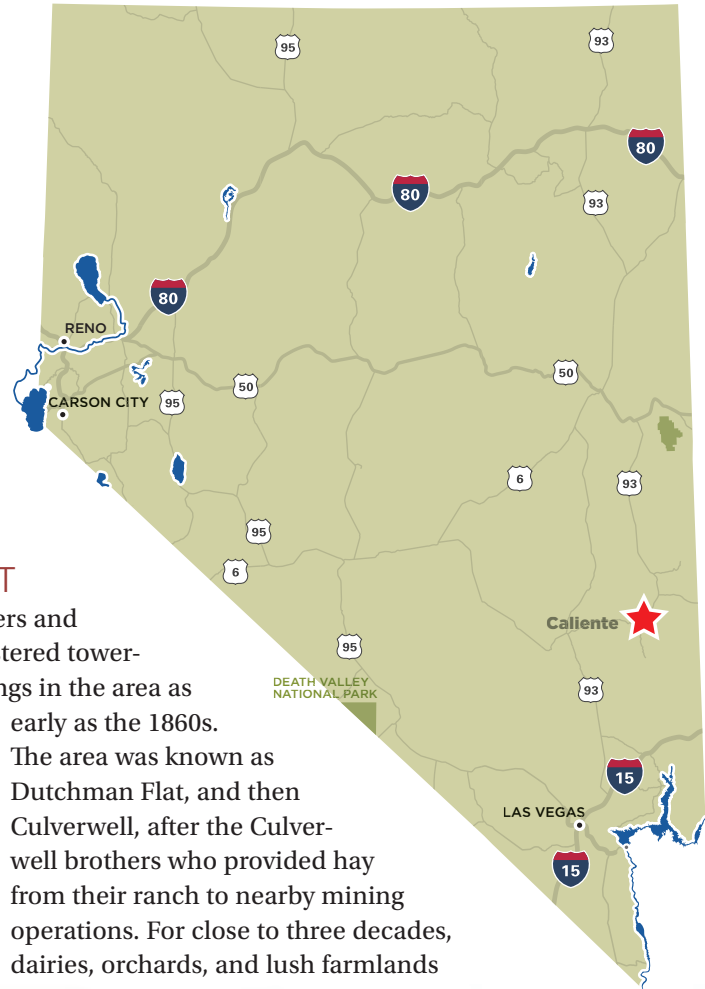 95
93
80
80
93
80
RENO
50
50
CARSON CITY
95
6
93
95
6
Caliente
95
DEATH VALLEY
NATIONAL PARK
93
15
LAS VEGAS
15
T
ers and
tered tower-
ngs in the area as
early as the 1860s.
The area was known as
Dutchman Flat, and then
Culverwell, after the Culver-
well brothers who provided hay
from their ranch to nearby mining
operations. For close to three decades,
dairies, orchards, and lush farmlands